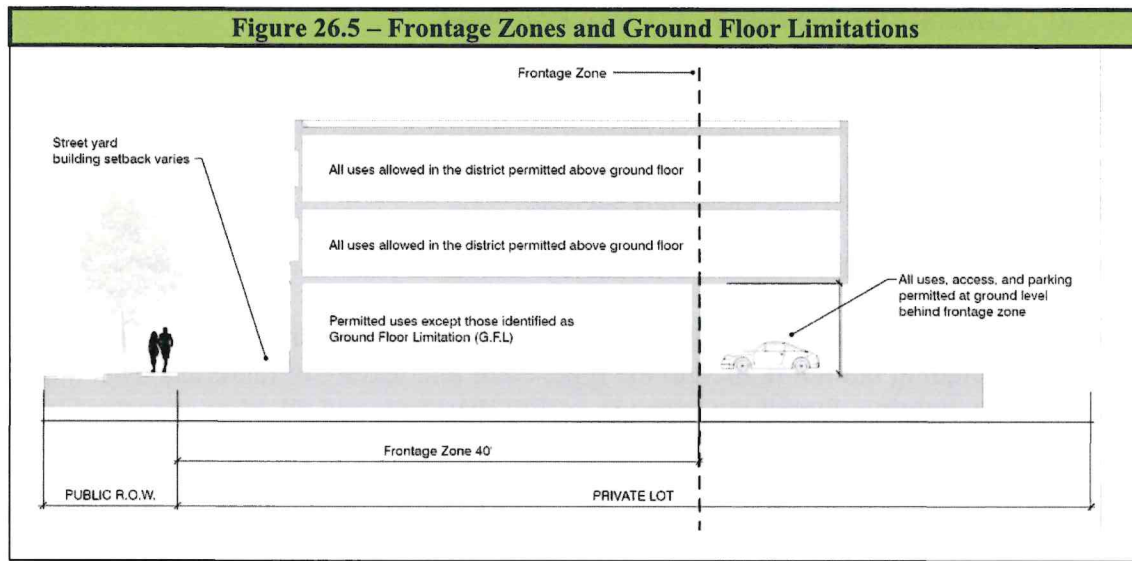 Figure 26.5 – Frontage Zones and Ground Floor Limitations
Frontage Zone
Street yard
building setback varies
All uses allowed in the district permitted above ground floor
All uses allowed in the district permitted above ground floor
All uses, access, and parking
permitted at ground level
behind frontage zone
Permitted uses except those identified as
Ground Floor Limitation (G.F.L)
Frontage Zone 40'
PUBLIC R.O.W.
PRIVATE LOT